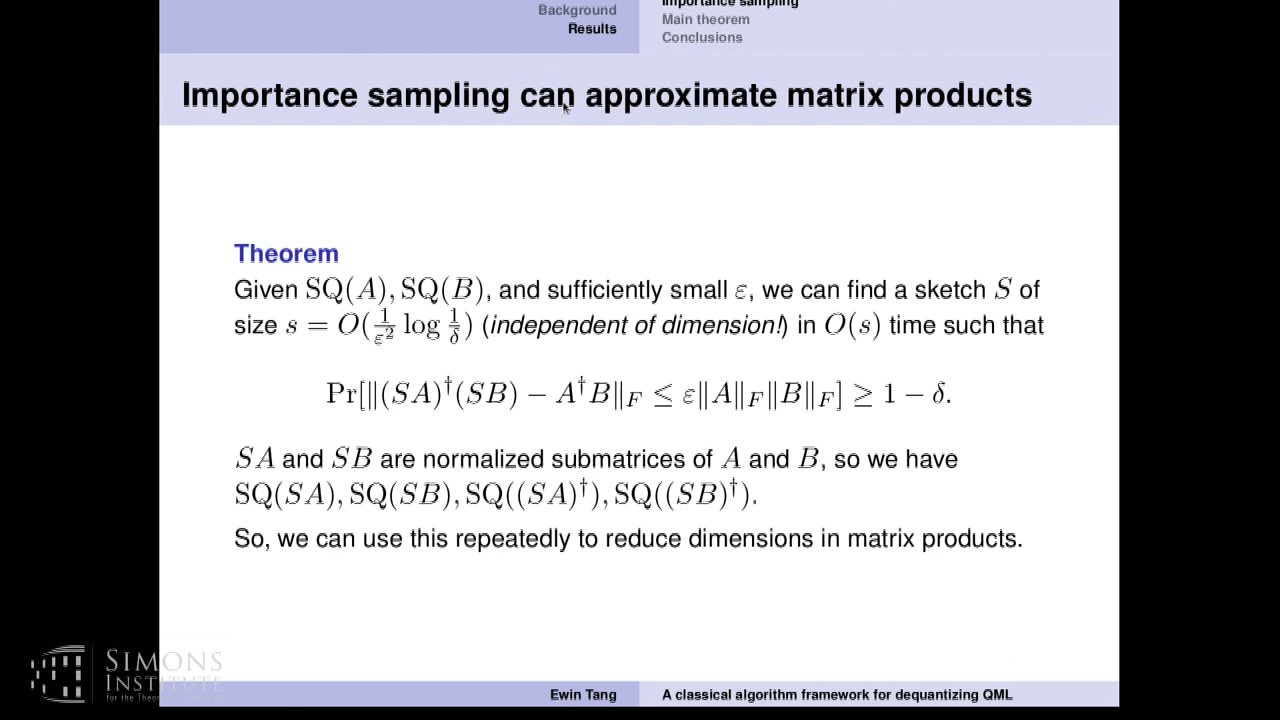 Background
Results
Importance sampling
Main theorem
Conclusions
Importance sampling can approximate matrix products
Theorem
Given SQ(A), SQ(B), and sufficiently small ε, we can find a sketch S of
size s = O(1/ε² log 1/δ) (independent of dimension!) in O(s) time such that
Pr[‖(SA)†(SB) − A†B‖F ≤ ε‖A‖F‖B‖F] ≥ 1 − δ.
SA and SB are normalized submatrices of A and B, so we have
SQ(SA), SQ(SB), SQ((SA)†), SQ((SB)†).
So, we can use this repeatedly to reduce dimensions in matrix products.
SIMONS
INSTITUTE
for the Theor
Ewin Tang
A classical algorithm framework for dequantizing QML